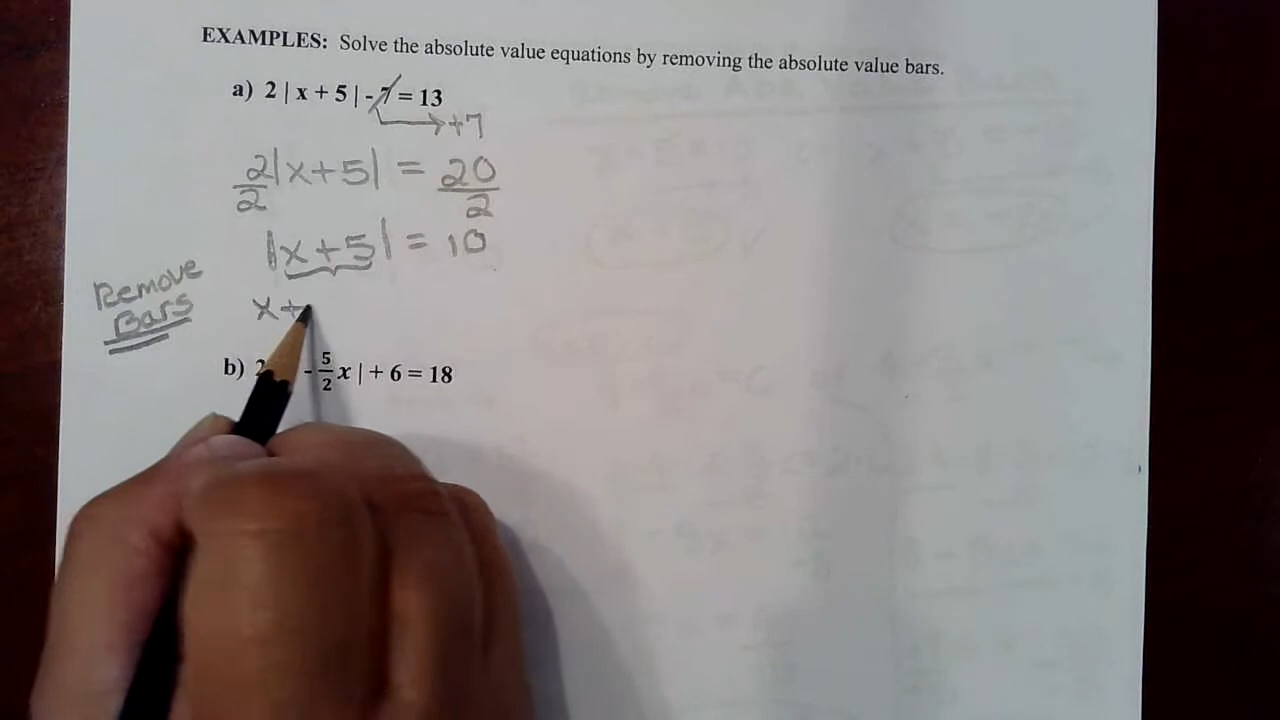 EXAMPLES: Solve the absolute value equations by removing the absolute value bars.
a) 2 | x + 5 | - 7 = 13
+7
2|x+5| = 20
2 2
|x+5| = 10
Remove
Bars
x+
b) 2 - 5/2 x | + 6 = 18